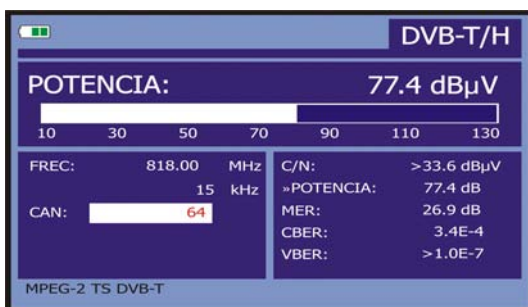 DVB-T/H
POTENCIA: 77.4 dBµV
10 30 50 70 90 110 130
FREC: 818.00 MHz
15 kHz
CAN: 64
C/N: >33.6 dBµV
»POTENCIA: 77.4 dB
MER: 26.9 dB
CBER: 3.4E-4
VBER: >1.0E-7
MPEG-2 TS DVB-T